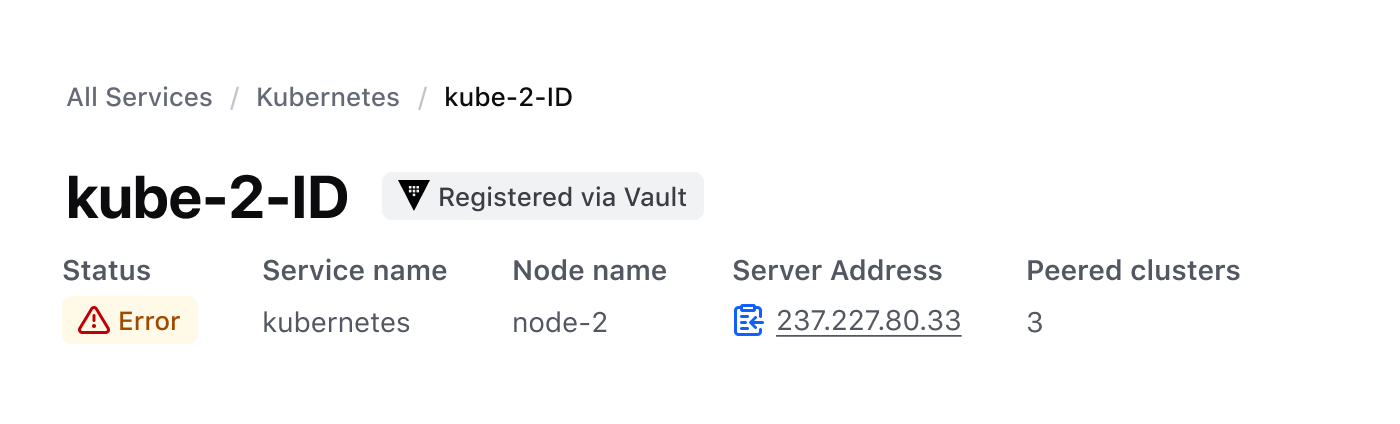 All Services / Kubernetes / kube-2-ID
kube-2-ID Registered via Vault
Status Service name Node name Server Address Peered clusters
Error kubernetes node-2 237.227.80.33 3